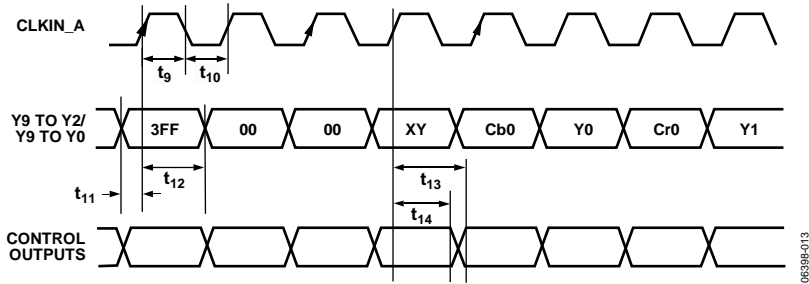 CLKIN_A
t9
t10
Y9 TO Y2/
Y9 TO Y0
3FF
00
00
XY
Cb0
Y0
Cr0
Y1
t11
t12
t13
t14
CONTROL
OUTPUTS
06398-013